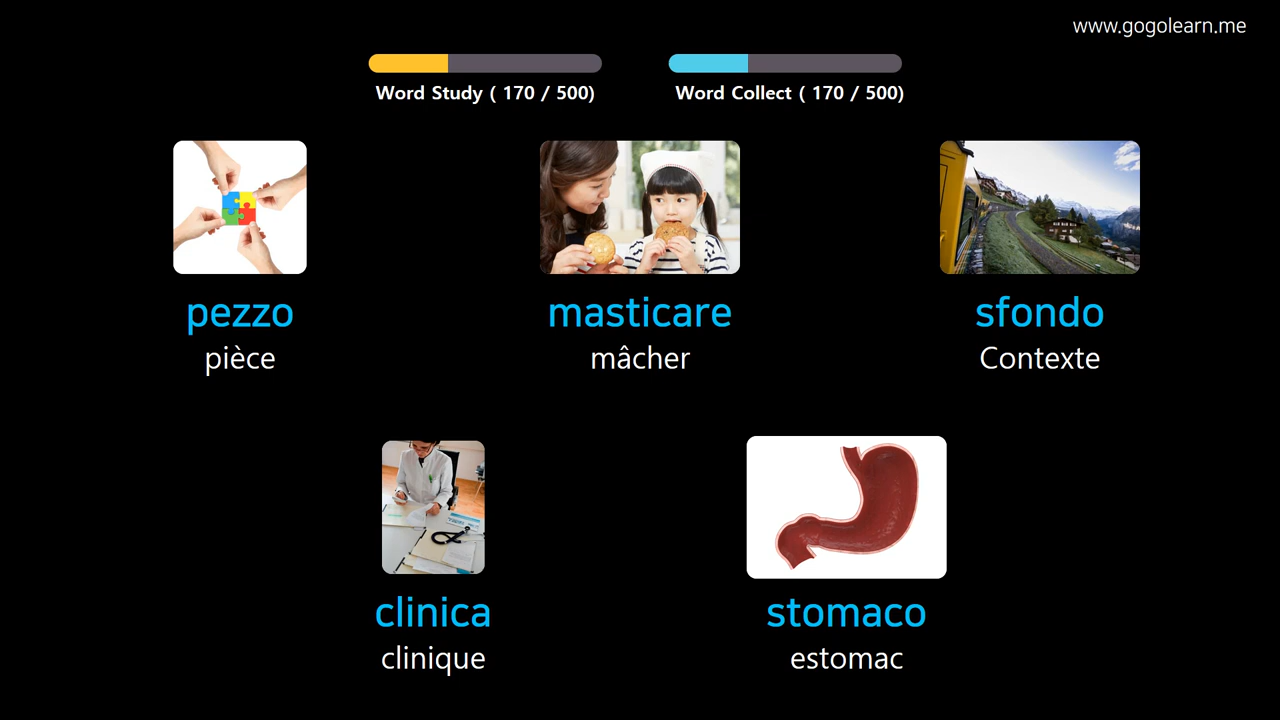 www.gogolearn.me
Word Study ( 170 / 500)
Word Collect ( 170 / 500)
pezzo
pièce
masticare
mâcher
sfondo
Contexte
clinica
clinique
stomaco
estomac